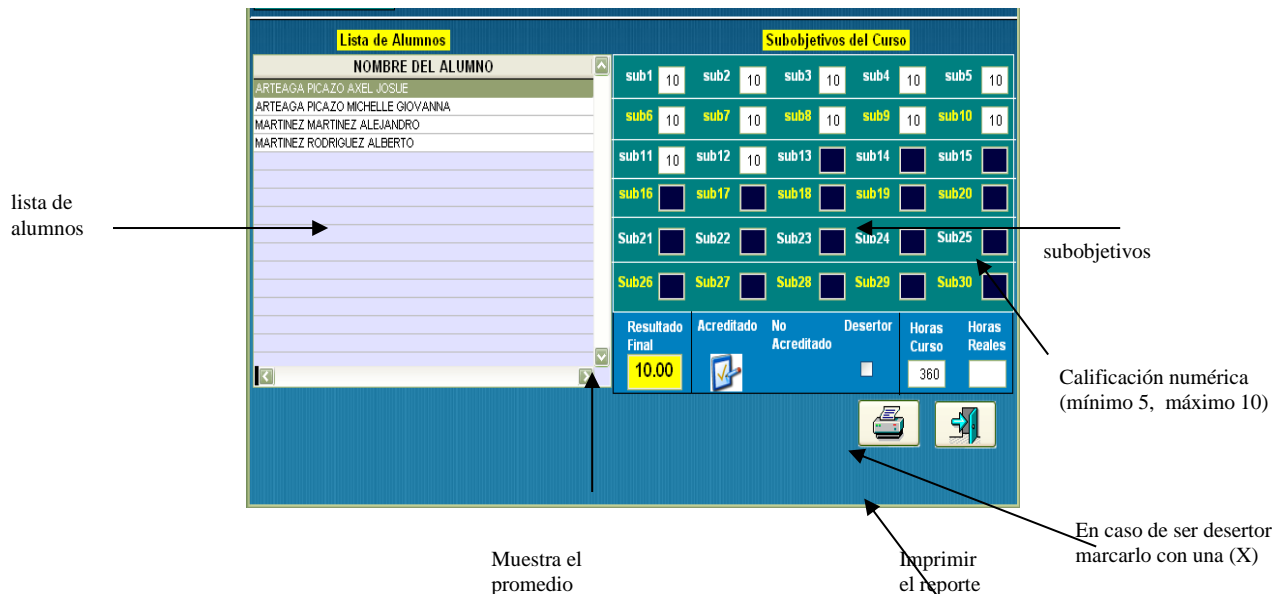 Lista de Alumnos
Subobjetivos del Curso
NOMBRE DEL ALUMNO
ARTEAGA PICAZO AXEL JOSUE
ARTEAGA PICAZO MICHELLE GIOVANNA
MARTINEZ MARTINEZ ALEJANDRO
MARTINEZ RODRIGUEZ ALBERTO
sub1 10 sub2 10 sub3 10 sub4 10 sub5 10
sub6 10 sub7 10 sub8 10 sub9 10 sub10 10
sub11 10 sub12 10 sub13 sub14 sub15
sub16 sub17 sub18 sub19 sub20
Sub21 Sub22 Sub23 Sub24 Sub25
Sub26 Sub27 Sub28 Sub29 Sub30
Resultado Acreditado No Desertor Horas Horas
Final Acreditado Curso Reales
10.00 360
lista de
alumnos
subobjetivos
Calificación numérica
(mínimo 5, máximo 10)
En caso de ser desertor
marcarlo con una (X)
Muestra el
promedio
Imprimir
el reporte